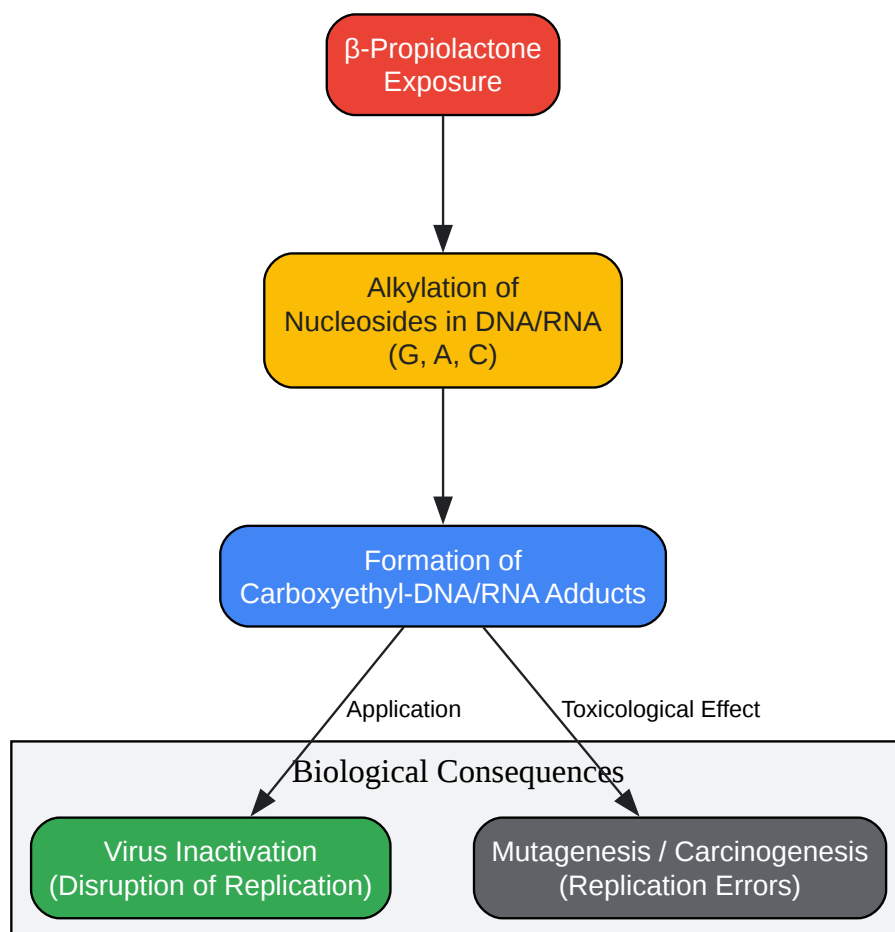 β-Propiolactone
Exposure
Alkylation of
Nucleosides in DNA/RNA
(G, A, C)
Formation of
Carboxyethyl-DNA/RNA Adducts
Application
Toxicological Effect
Biological Consequences
Virus Inactivation
(Disruption of Replication)
Mutagenesis / Carcinogenesis
(Replication Errors)